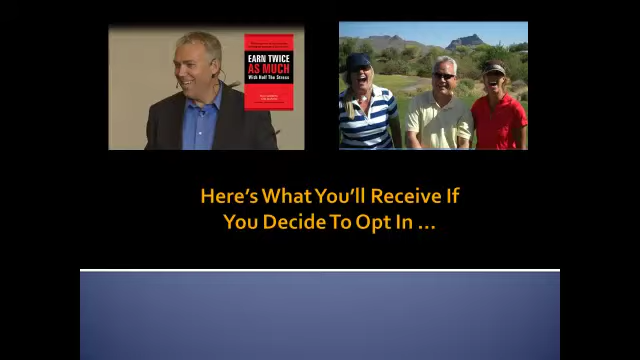 EARN TWICE
AS MUCH
With Half The Stress
Here's What You'll Receive If
You Decide To Opt In ...